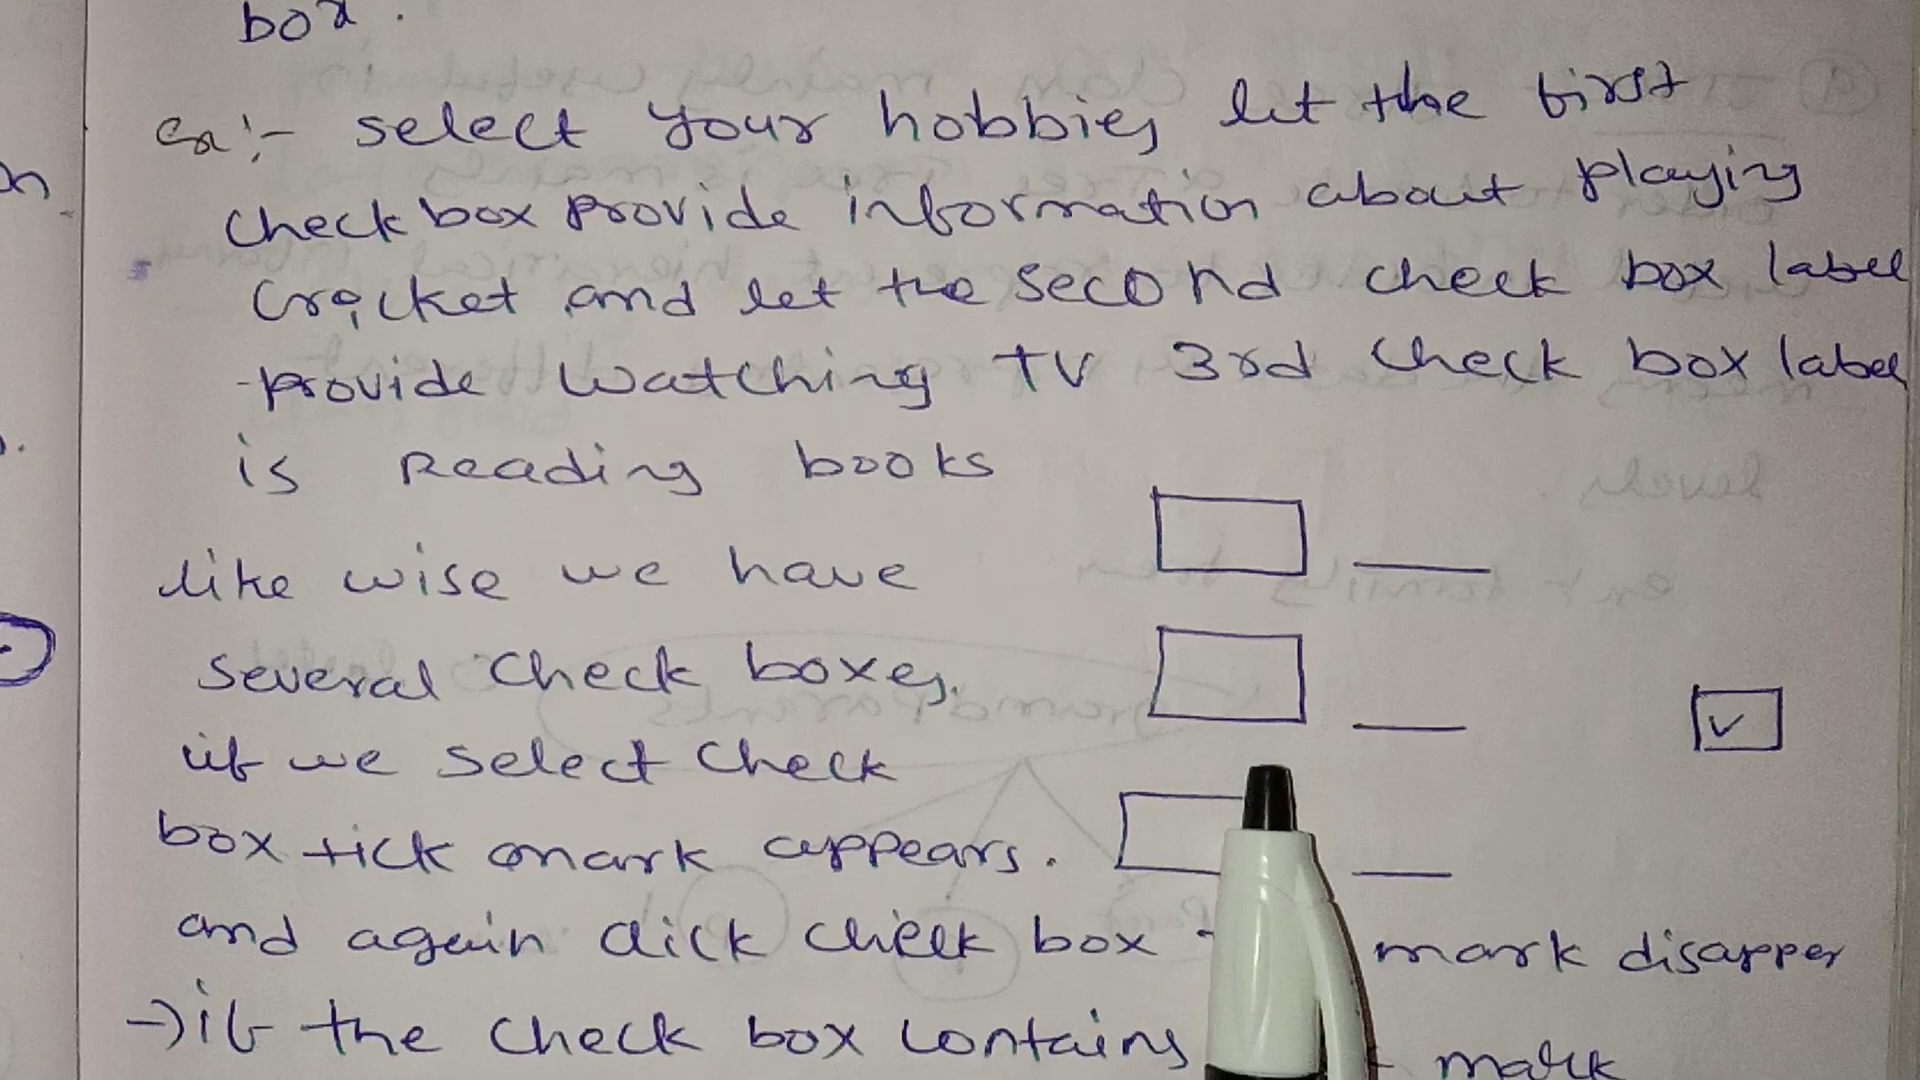 box.
Ex:- select your hobbies let the first
check box provide information about playing
cricket and let the second check box label
provide watching TV 3rd check box label
is Reading books
like wise we have
several check boxes.
if we select check
box tick mark appears.
and again click check box mark disapper
→ if the check box contains mark